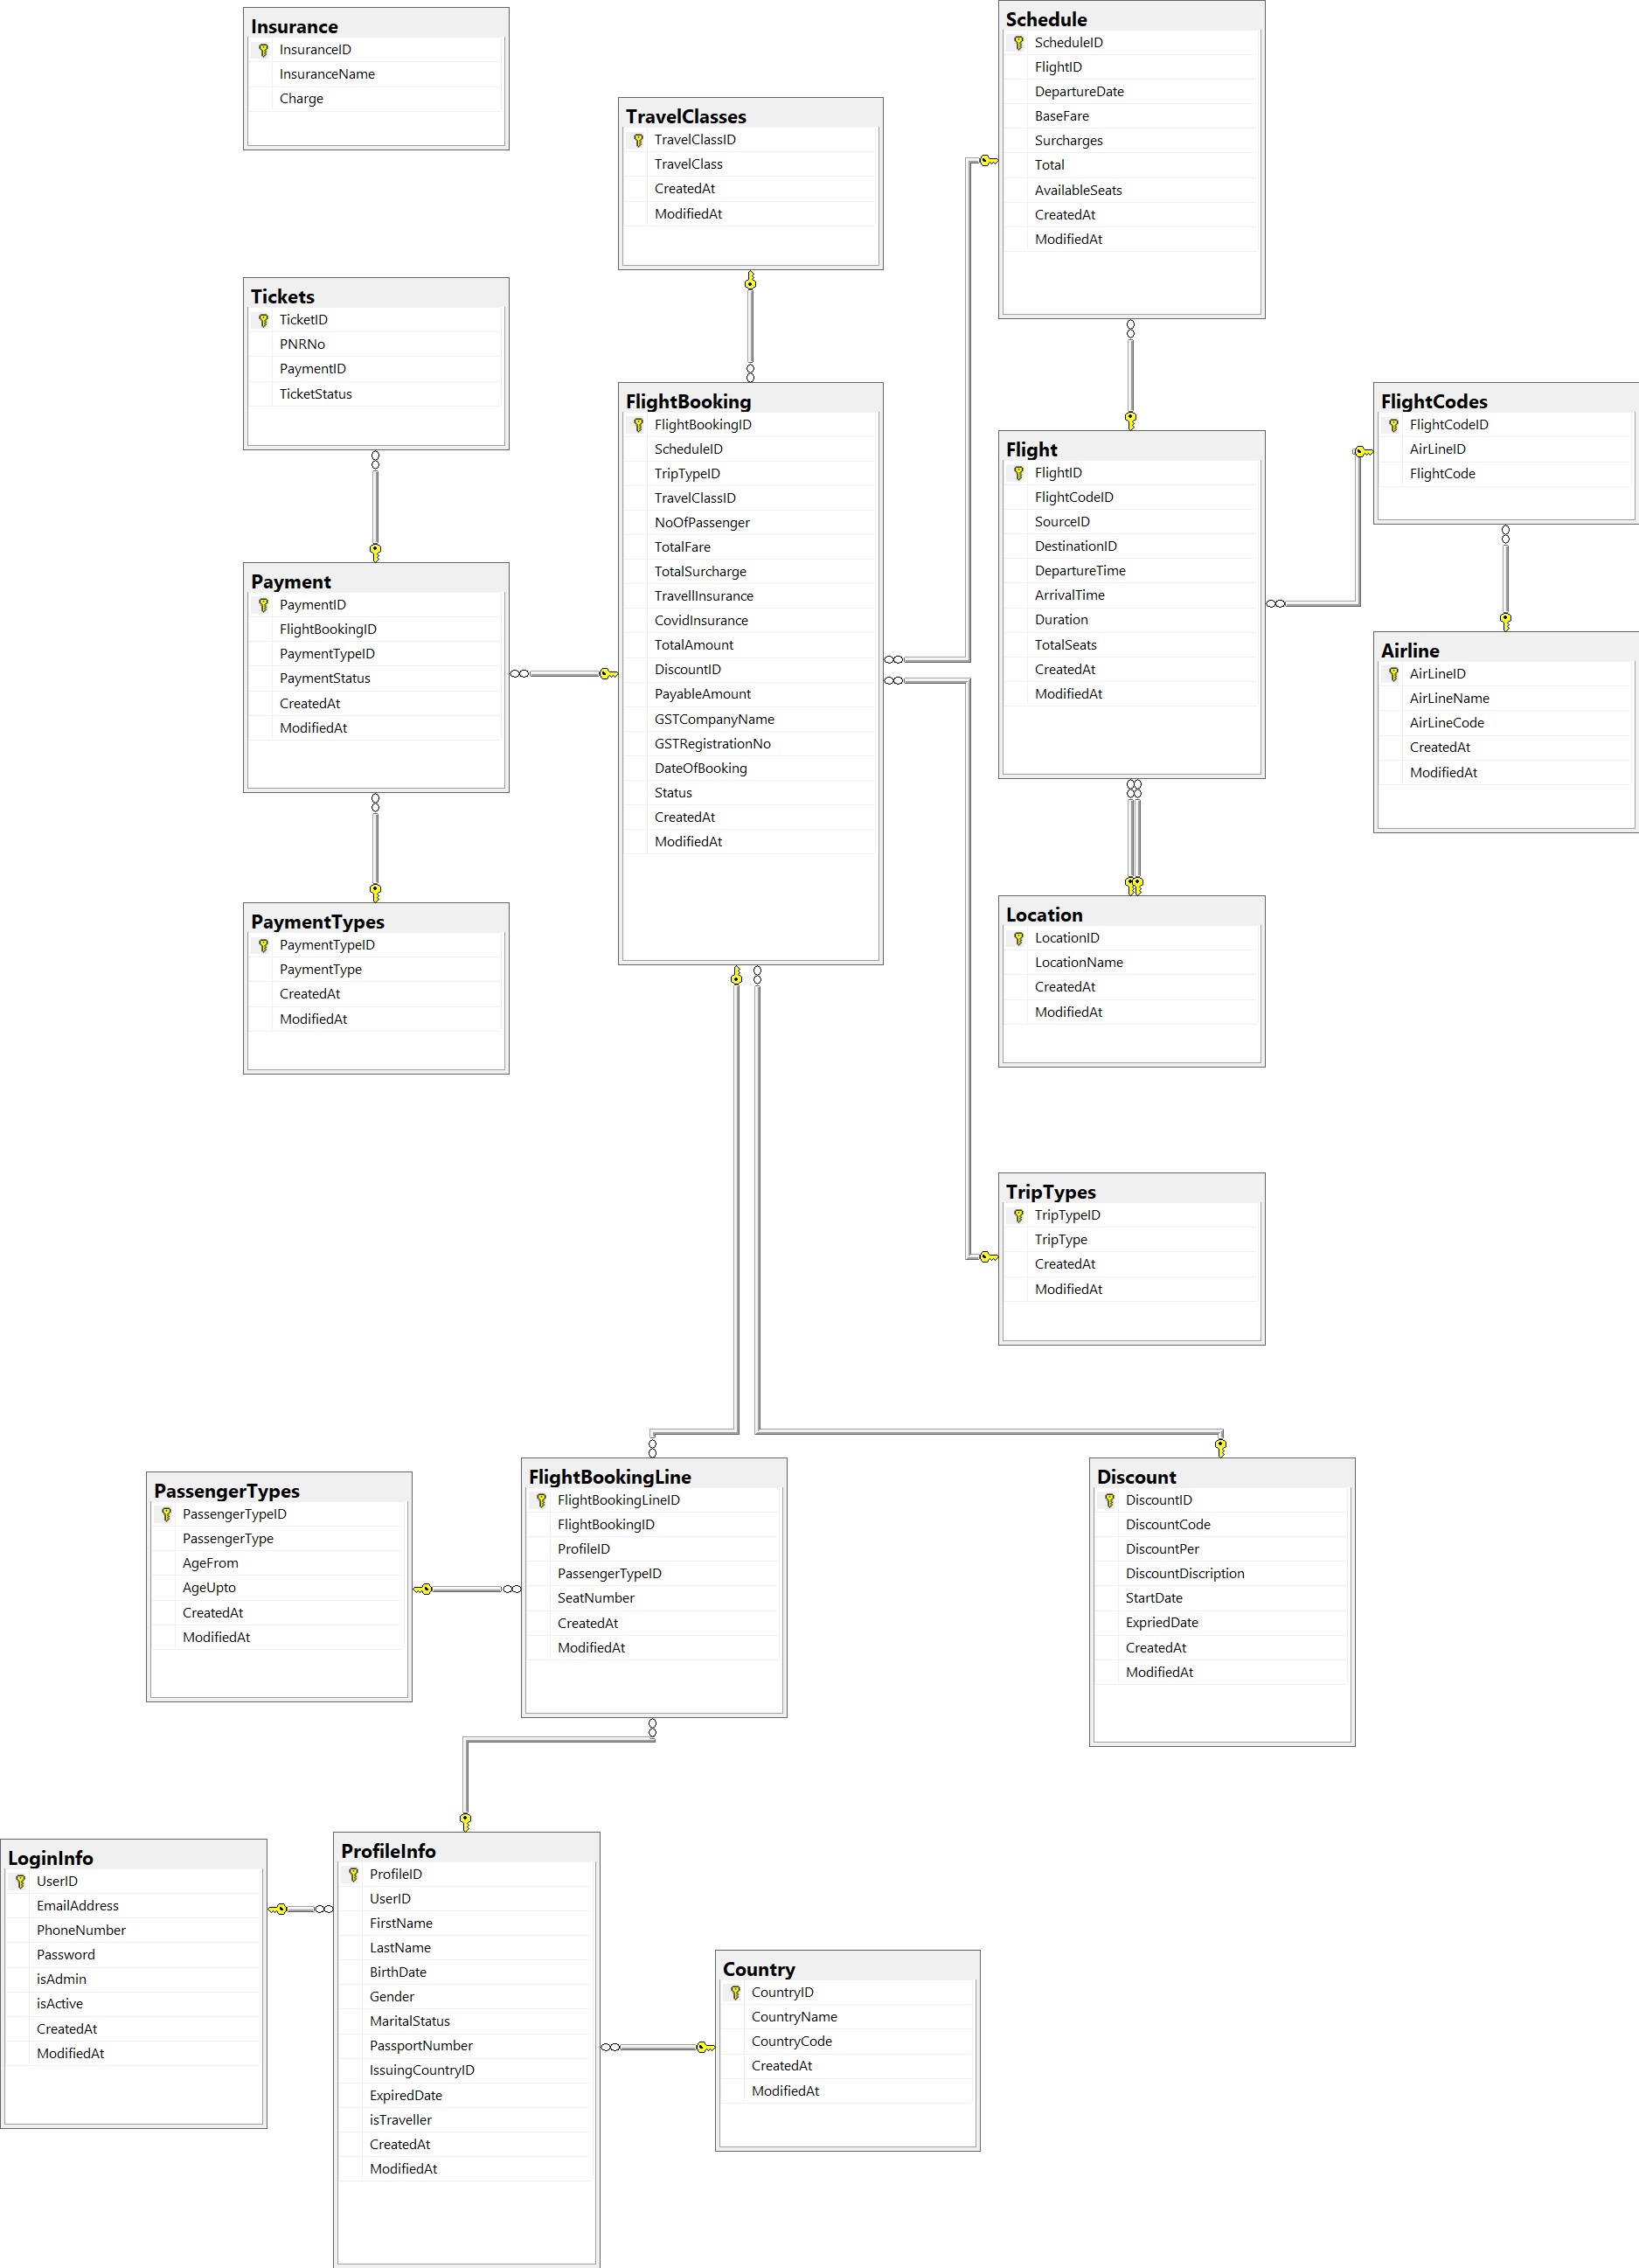 Insurance
InsuranceID
InsuranceName
Charge
Schedule
ScheduleID
FlightID
DepartureDate
BaseFare
Surcharges
Total
AvailableSeats
CreatedAt
ModifiedAt
TravelClasses
TravelClassID
TravelClass
CreatedAt
ModifiedAt
Tickets
TicketID
PNRNo
PaymentID
TicketStatus
FlightBooking
FlightBookingID
ScheduleID
TripTypeID
TravelClassID
NoOfPassenger
TotalFare
TotalSurcharge
TravellInsurance
CovidInsurance
TotalAmount
DiscountID
PayableAmount
GSTCompanyName
GSTRegistrationNo
DateOfBooking
Status
CreatedAt
ModifiedAt
Flight
FlightID
FlightCodeID
SourceID
DestinationID
DepartureTime
ArrivalTime
Duration
TotalSeats
CreatedAt
ModifiedAt
FlightCodes
FlightCodeID
AirLineID
FlightCode
Payment
PaymentID
FlightBookingID
PaymentTypeID
PaymentStatus
CreatedAt
ModifiedAt
Airline
AirLineID
AirLineName
AirLineCode
CreatedAt
ModifiedAt
PaymentTypes
PaymentTypeID
PaymentType
CreatedAt
ModifiedAt
Location
LocationID
LocationName
CreatedAt
ModifiedAt
TripTypes
TripTypeID
TripType
CreatedAt
ModifiedAt
PassengerTypes
PassengerTypeID
PassengerType
AgeFrom
AgeUpto
CreatedAt
ModifiedAt
FlightBookingLine
FlightBookingLineID
FlightBookingID
ProfileID
PassengerTypeID
SeatNumber
CreatedAt
ModifiedAt
Discount
DiscountID
DiscountCode
DiscountPer
DiscountDiscription
StartDate
ExpriedDate
CreatedAt
ModifiedAt
LoginInfo
UserID
EmailAddress
PhoneNumber
Password
isAdmin
isActive
CreatedAt
ModifiedAt
ProfileInfo
ProfileID
UserID
FirstName
LastName
BirthDate
Gender
MaritalStatus
PassportNumber
IssuingCountryID
ExpiredDate
isTraveller
CreatedAt
ModifiedAt
Country
CountryID
CountryName
CountryCode
CreatedAt
ModifiedAt